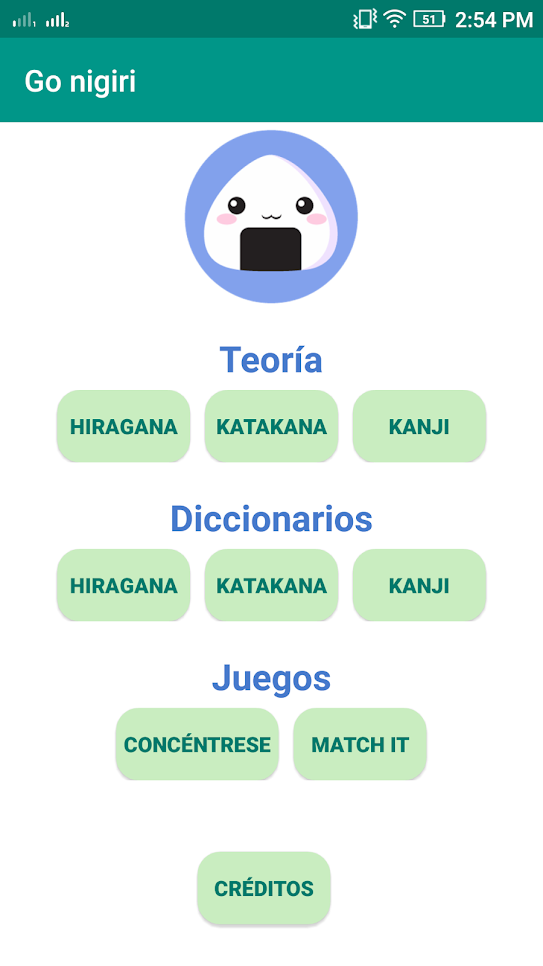 51 2:54 PM
Go nigiri
Teoría
HIRAGANA KATAKANA KANJI
Diccionarios
HIRAGANA KATAKANA KANJI
Juegos
CONCÉNTRESE MATCH IT
CRÉDITOS